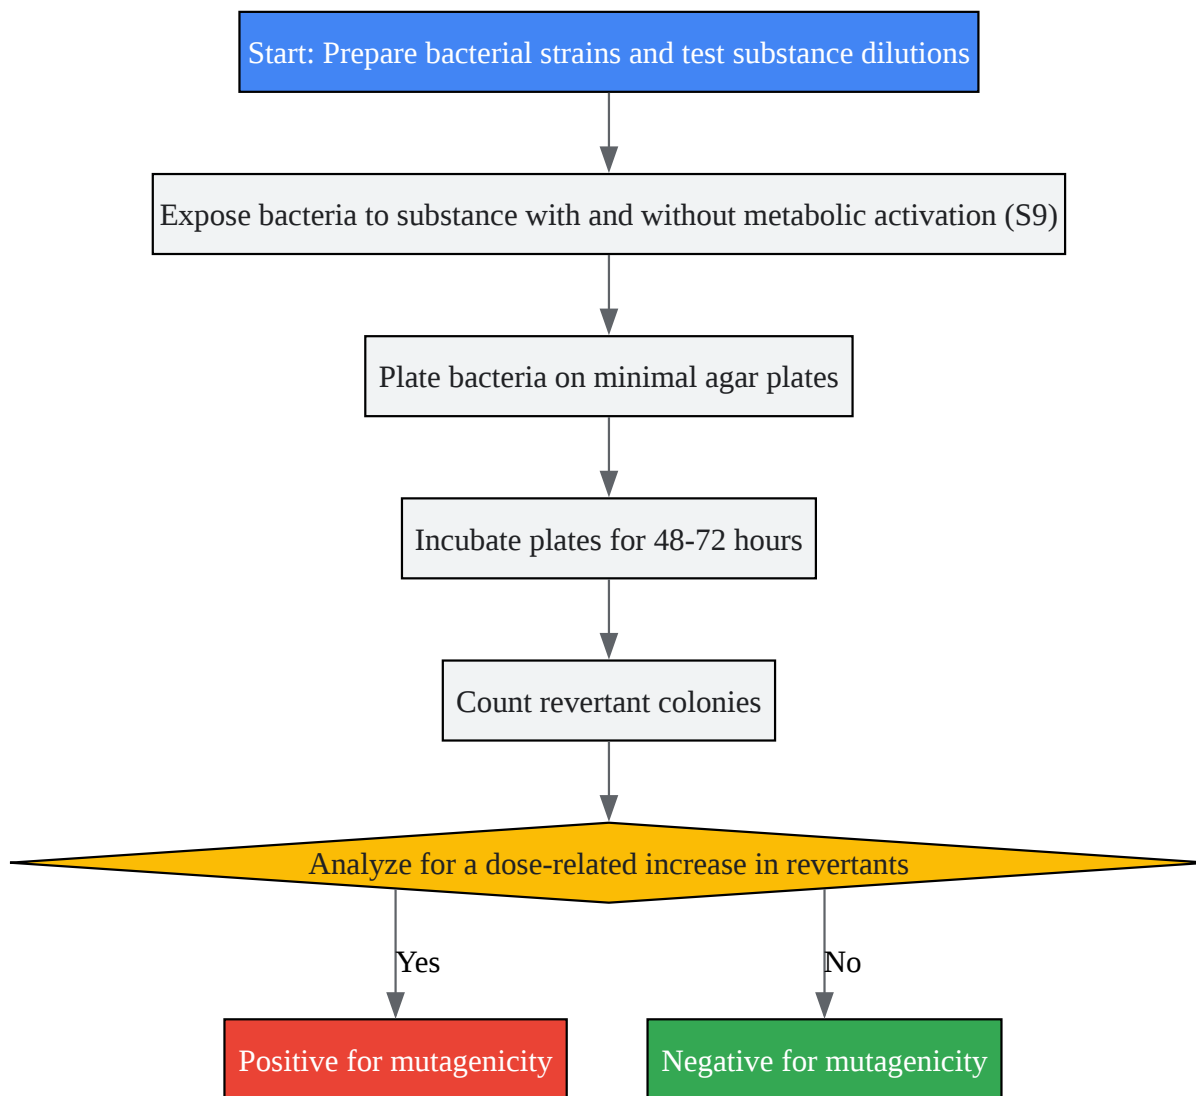 Start: Prepare bacterial strains and test substance dilutions
Expose bacteria to substance with and without metabolic activation (S9)
Plate bacteria on minimal agar plates
Incubate plates for 48-72 hours
Count revertant colonies
Analyze for a dose-related increase in revertants
Yes
No
Positive for mutagenicity
Negative for mutagenicity